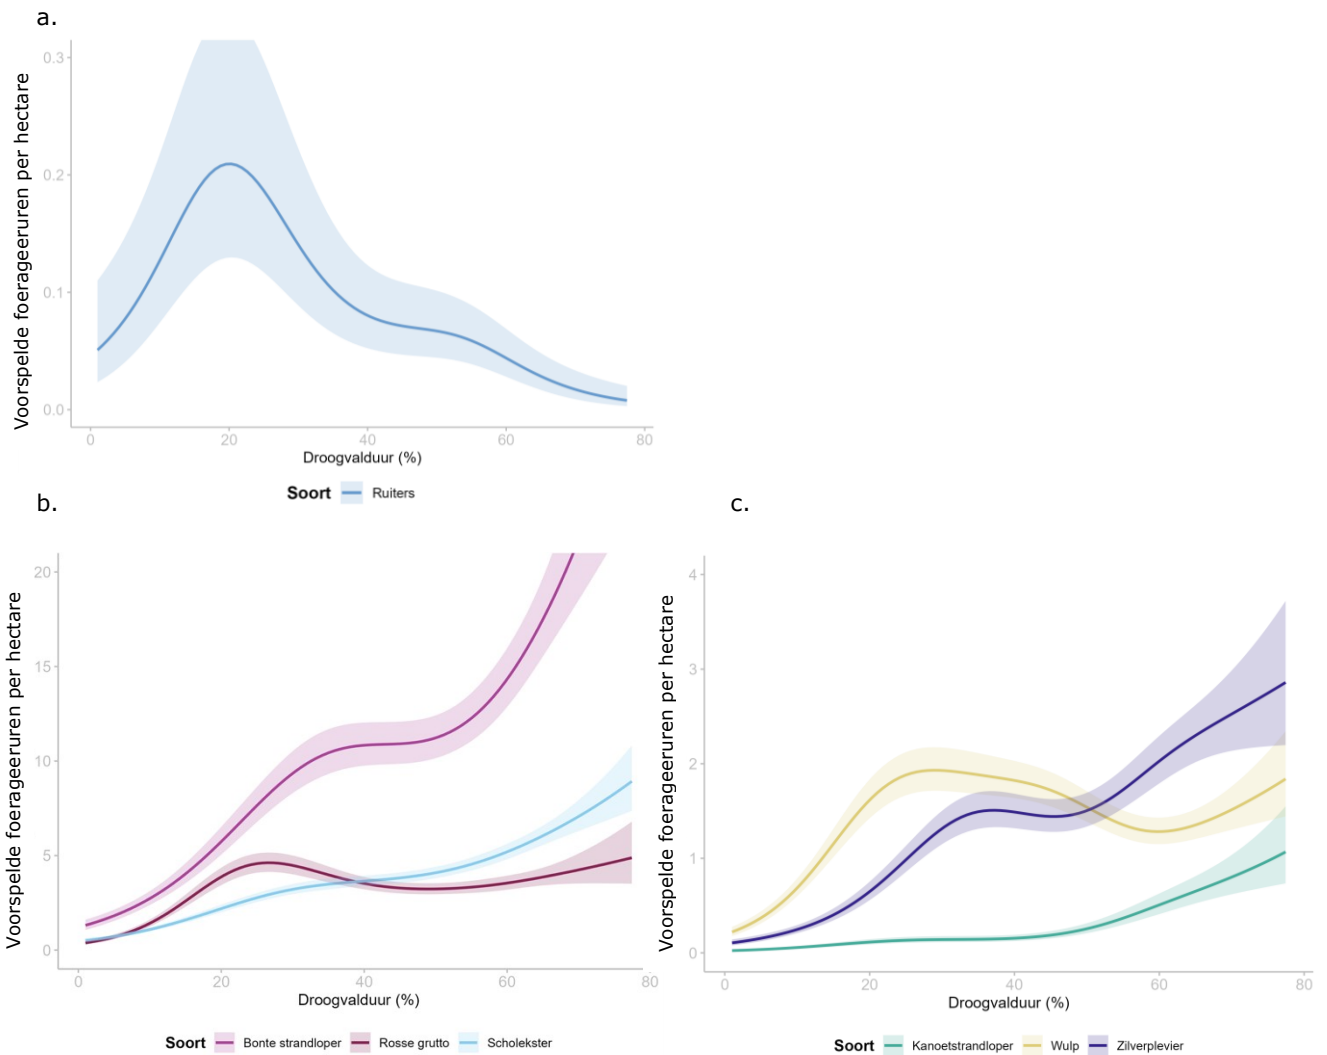 a.
Voorspelde foerageeruren per hectare
0.3
0.2
0.1
0.0
0 20 40 60 80
Droogvalduur (%)
Soort Ruiters
b.
Voorspelde foerageeruren per hectare
20
15
10
5
0
0 20 40 60 80
Droogvalduur (%)
Soort Bonte strandloper Rosse grutto Scholekster
c.
Voorspelde foerageeruren per hectare
4
3
2
1
0
0 20 40 60 80
Droogvalduur (%)
Soort Kanoetstrandloper Wulp Zilverplevier